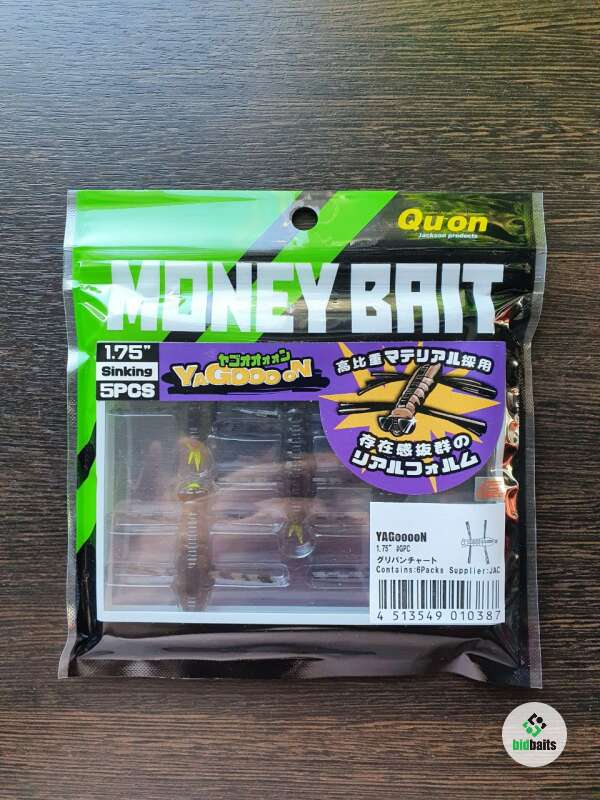 Qu-on
Jackson products
MONEY BAIT
1.75”
Sinking
5PCS
ヤゴオオォォン
YAGOOOON
高比重マテリアル採用
存在感抜群の
リアルフォルム
YAGooooN
1.75” #GPC
グリパンチャート
Contains:6Packs Supplier:JAC
4 513549 010387
bidbaits